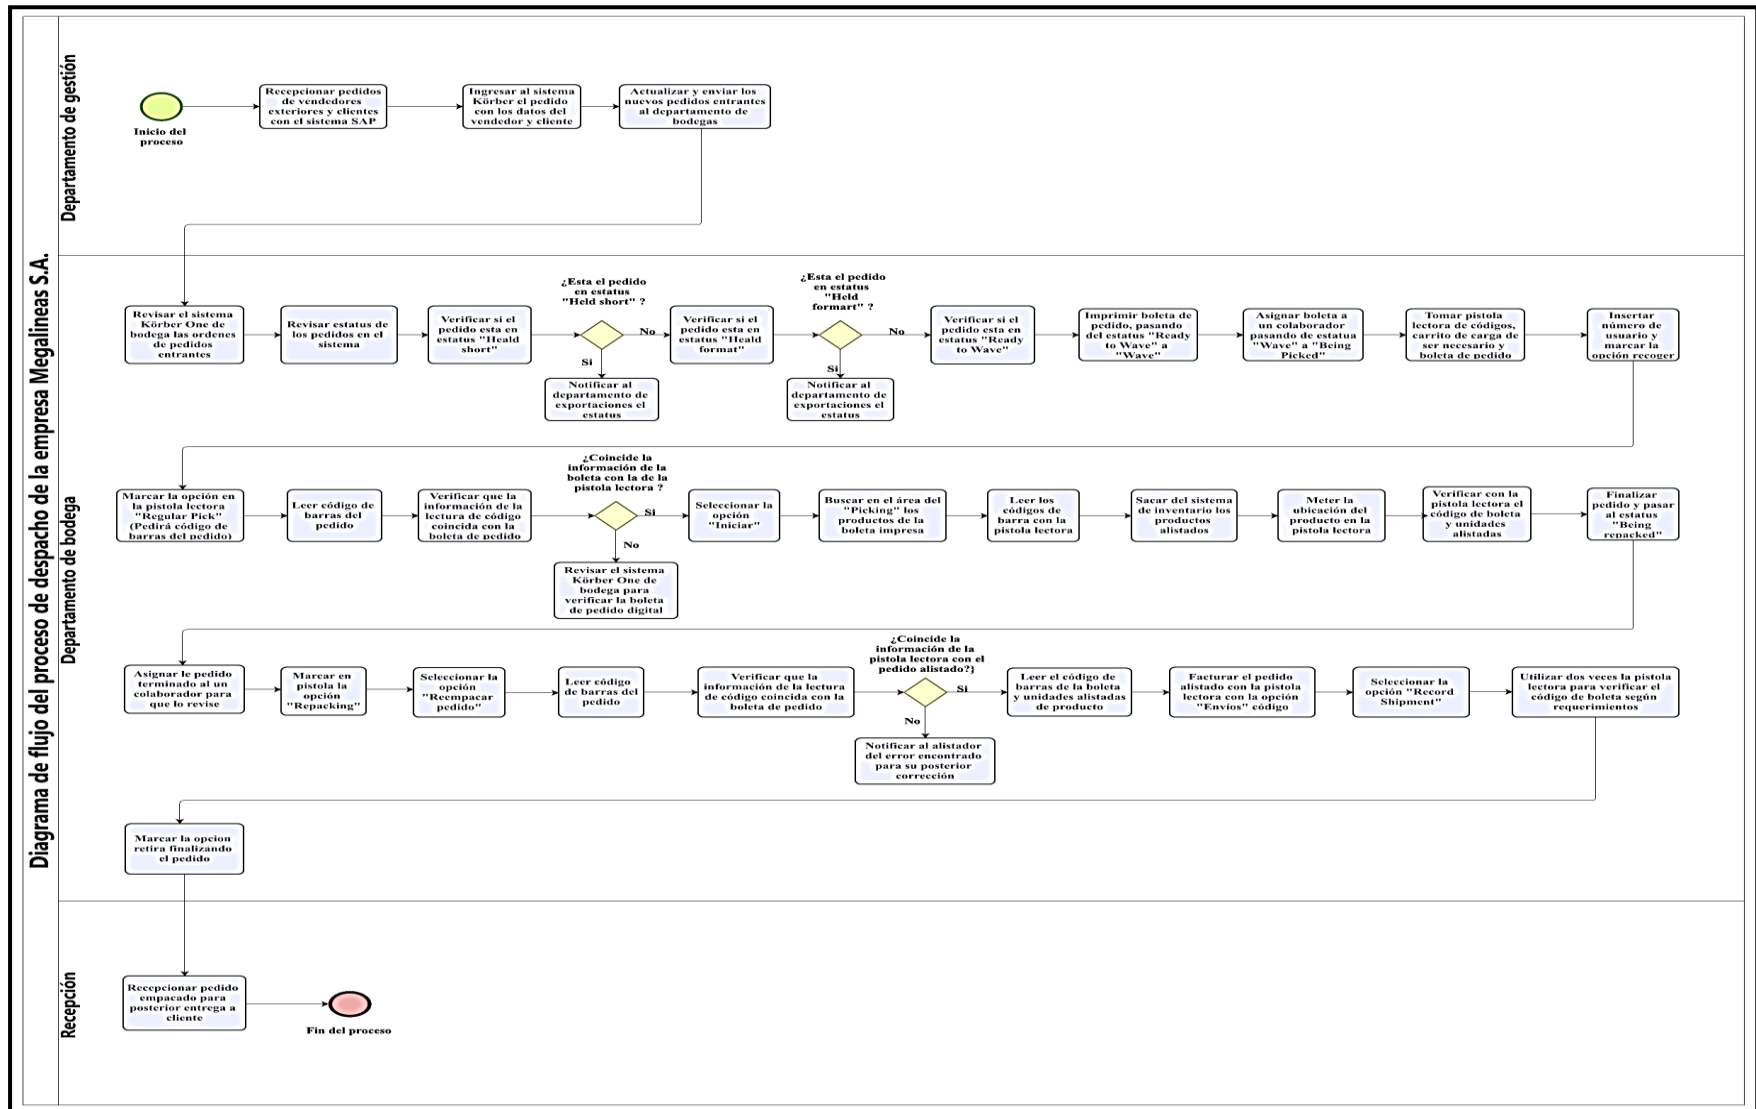 Diagrama de flujo del proceso de despacho de la empresa Megalineas S.A.
Departamento de gestión
Inicio del
proceso
Recepcionar pedidos
de vendedores
exteriores y clientes
con el sistema SAP
Ingresar al sistema
Körber el pedido
con los datos del
vendedor y cliente
Actualizar y enviar los
nuevos pedidos entrantes
al departamento de
bodegas
Departamento de bodega
Revisar el sistema
Körber One de
bodega las ordenes
de pedidos
entrantes
Revisar estatus de
los pedidos en el
sistema
Verificar si el
pedido esta en
estatus "Heald
short"
¿Esta el pedido
en estatus
"Held short" ?
No
Si
Notificar al
departamento de
exportaciones el
estatus
Verificar si el
pedido esta en
estatus "Heald
format"
¿Esta el pedido
en estatus
"Held
formart" ?
No
Si
Notificar al
departamento de
exportaciones el
estatus
Verificar si el
pedido esta en
estatus "Ready
to Wave"
Imprimir boleta de
pedido, pasando
del estatus "Ready
to Wave" a
"Wave"
Asignar boleta a
un colaborador
pasando de estatua
"Wave" a "Being
Picked"
Tomar pistola
lectora de códigos,
carrito de carga de
ser necesario y
boleta de pedido
Insertar
número de
usuario y
marcar la
opción recoger
Marcar la opción en
la pistola lectora
"Regular Pick"
(Pedirá código de
barras del pedido)
Leer código de
barras del
pedido
Verificar que la
información de la
lectura de código
coincida con la
boleta de pedido
¿Coincide la
información de la
boleta con la de la
pistola lectora ?
Si
No
Revisar el sistema
Körber One de
bodega para
verificar la boleta
de pedido digital
Seleccionar la
opción
"Iniciar"
Buscar en el área del
"Picking" los
productos de la
boleta impresa
Leer los
códigos de
barra con la
pistola lectora
Sacar del sistema
de inventario los
productos
alistados
Meter la
ubicación del
producto en la
pistola lectora
Verificar con la
pistola lectora el
código de boleta
y unidades
alistadas
Finalizar
pedido y pasar
al estatus
"Being
repacked"
Asignar le pedido
terminado al un
colaborador para
que lo revise
Marcar en
pistola la
opción
"Repacking"
Seleccionar la
opción
"Reempacar
pedido"
Leer código
de barras del
pedido
Verificar que la
información de la lectura
de código coincida con la
boleta de pedido
¿Coincide la
información de la
pistola lectora con el
pedido alistado?}
Si
No
Notificar al alistador
del error encontrado
para su posterior
corrección
Leer el código de
barras de la boleta
y unidades alistadas
de producto
Facturar el pedido
alistado con la pistola
lectora con la opción
"Envíos" código
Seleccionar la
opción "Record
Shipment"
Utilizar dos veces la pistola
lectora para verificar el
código de boleta según
requerimientos
Marcar la opcion
retira finalizando
el pedido
Recepción
Recepcionar pedido
empacado para
posterior entrega a
cliente
Fin del proceso